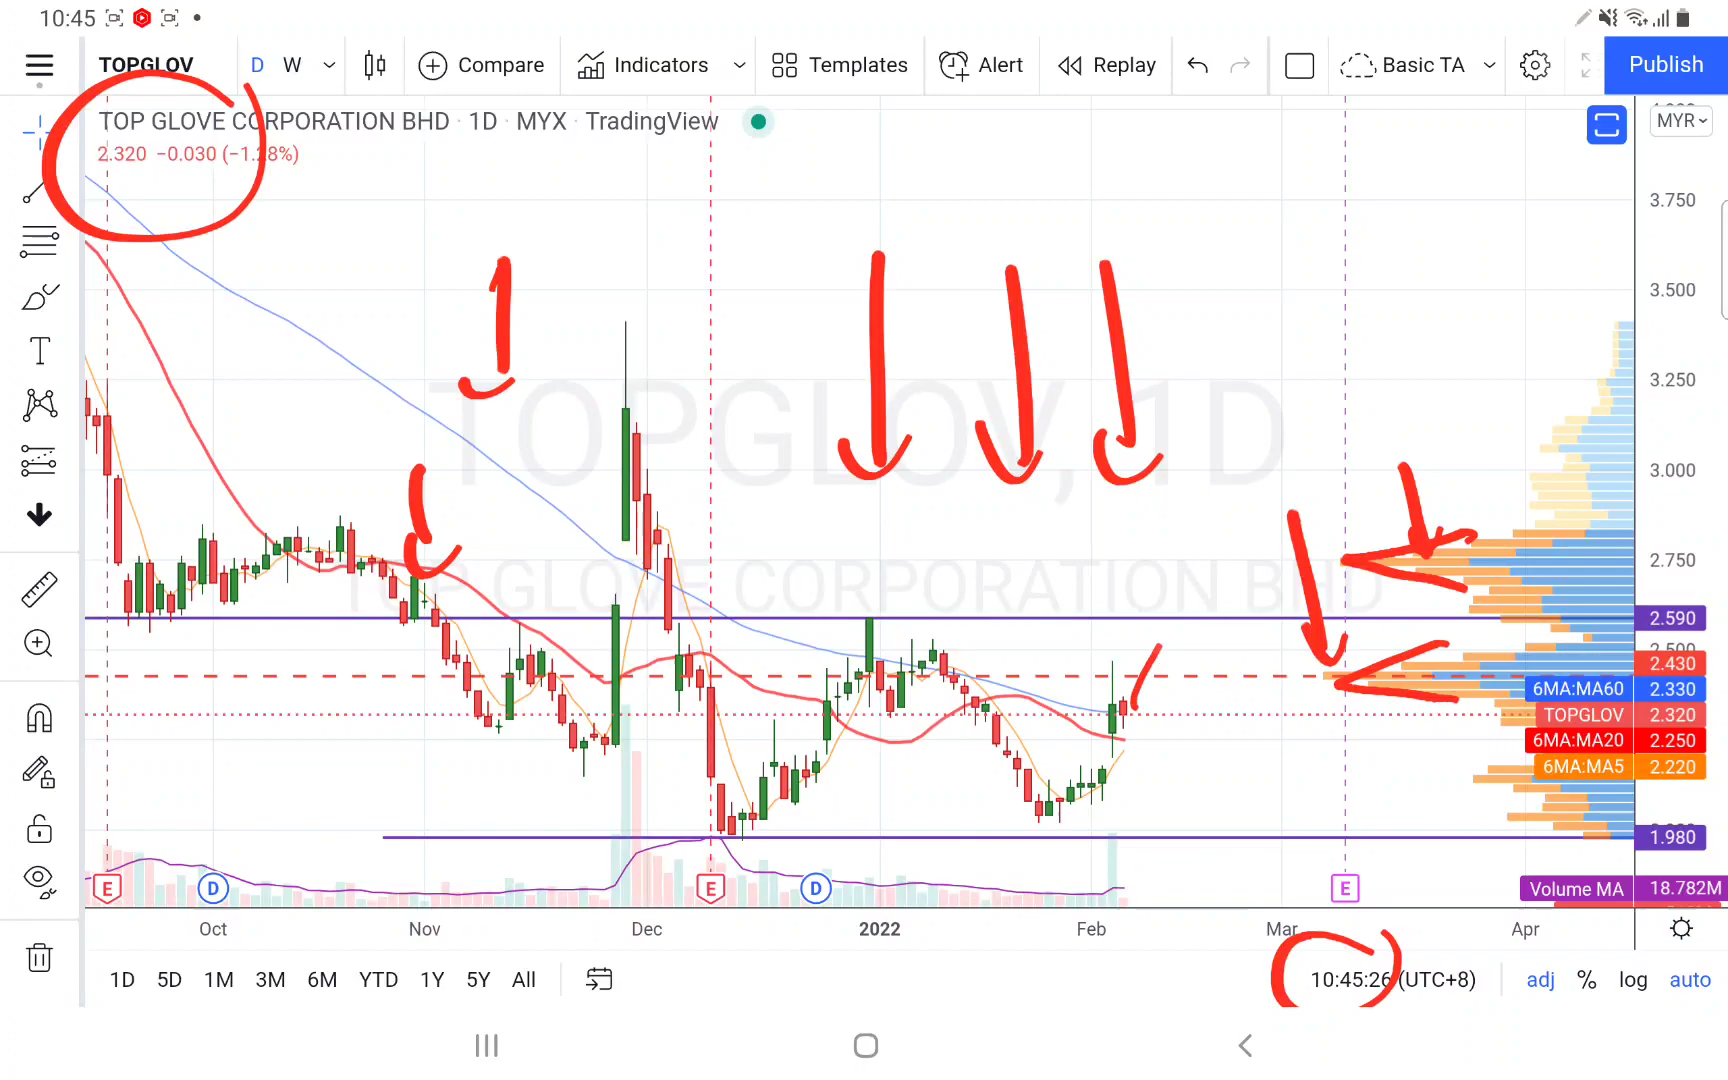 10:45
TOPGLOV D W Compare Indicators Templates Alert Replay Basic TA Publish
TOP GLOVE CORPORATION BHD · 1D · MYX · TradingView
2.320 −0.030 (−1.28%)
MYR
3.750
3.500
3.250
3.000
2.750
2.590
2.500
2.430
6MA:MA60 2.330
TOPGLOV 2.320
6MA:MA20 2.250
6MA:MA5 2.220
1.980
Volume MA 18.782M
TOPGLOV, 1D
TOP GLOVE CORPORATION BHD
E D E D E
Oct Nov Dec 2022 Feb Mar Apr
1D 5D 1M 3M 6M YTD 1Y 5Y All 10:45:26 (UTC+8) adj % log auto